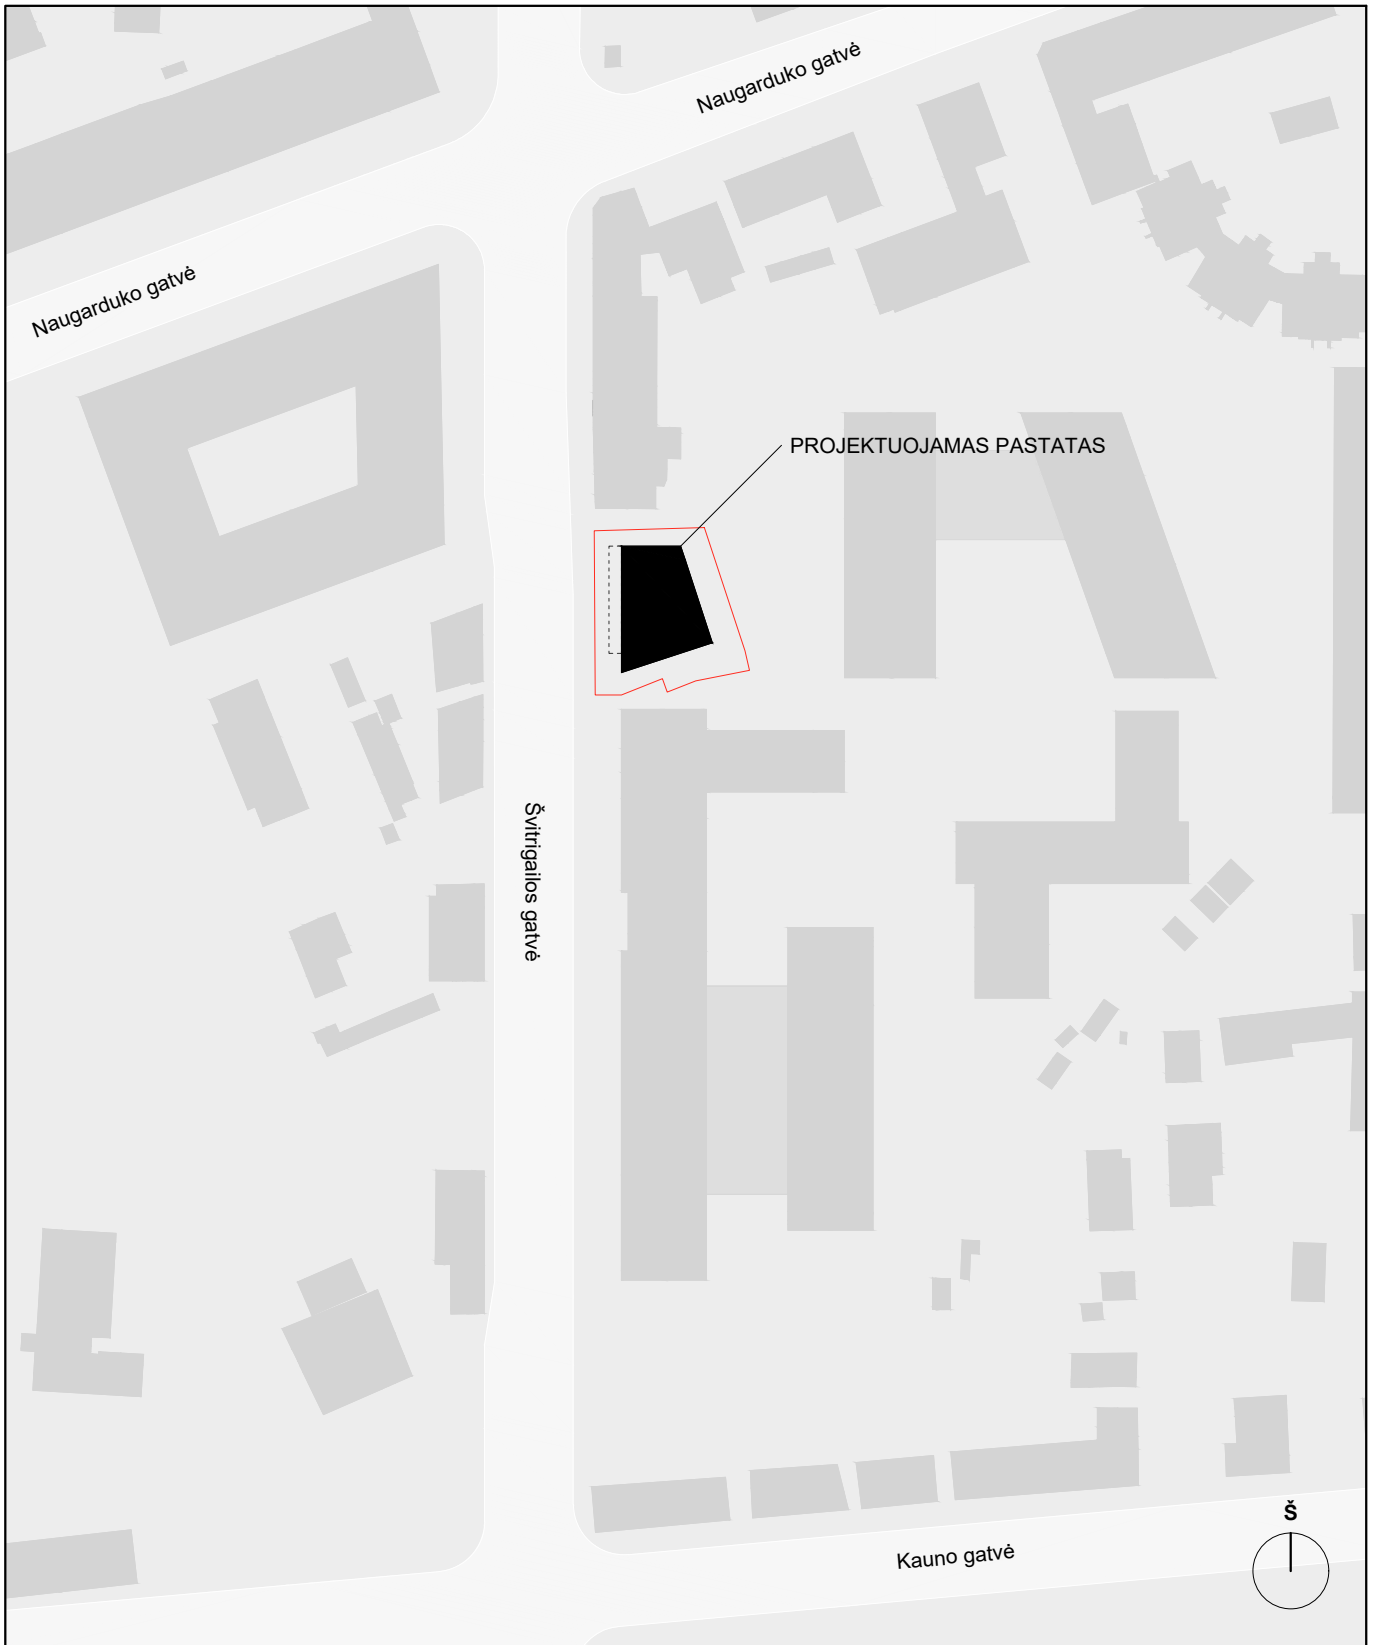 Naugarduko gatvė
Naugarduko gatvė
PROJEKTUOJAMAS PASTATAS
Švitrigailos gatvė
Š
Kauno gatvė